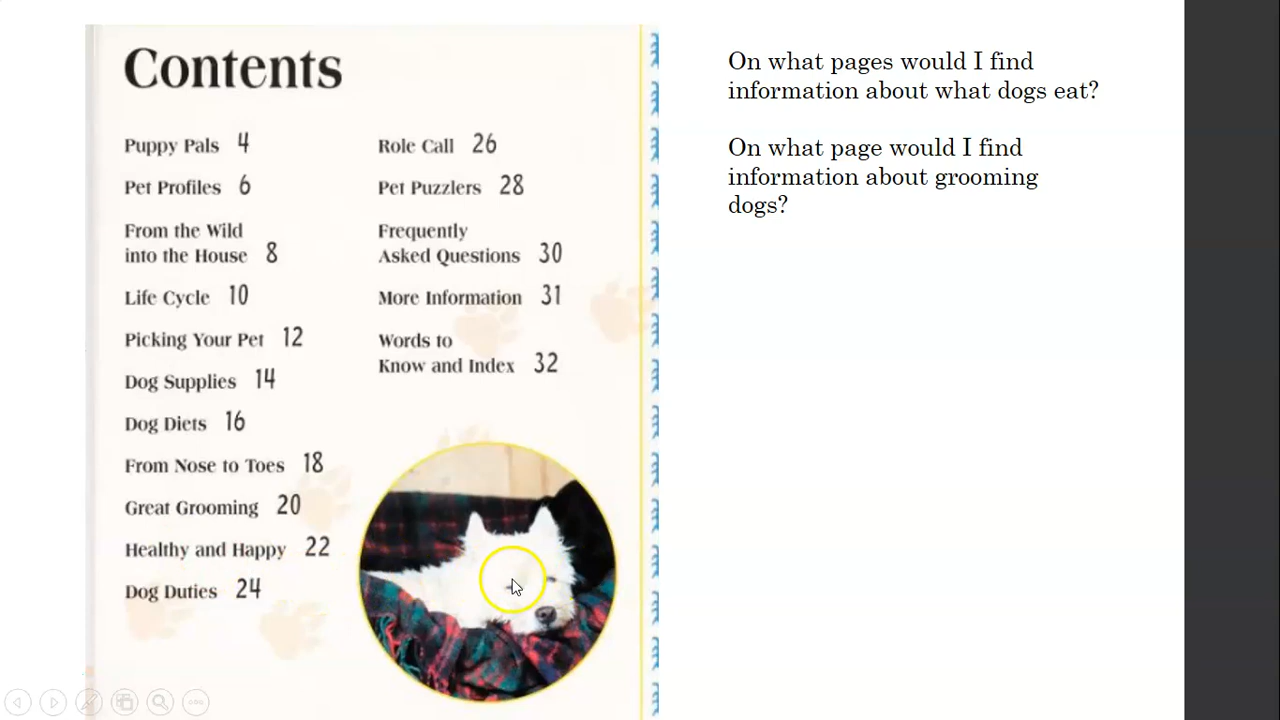 Contents
Puppy Pals 4
Pet Profiles 6
From the Wild
into the House 8
Life Cycle 10
Picking Your Pet 12
Dog Supplies 14
Dog Diets 16
From Nose to Toes 18
Great Grooming 20
Healthy and Happy 22
Dog Duties 24
Role Call 26
Pet Puzzlers 28
Frequently
Asked Questions 30
More Information 31
Words to
Know and Index 32
On what pages would I find
information about what dogs eat?
On what page would I find
information about grooming
dogs?